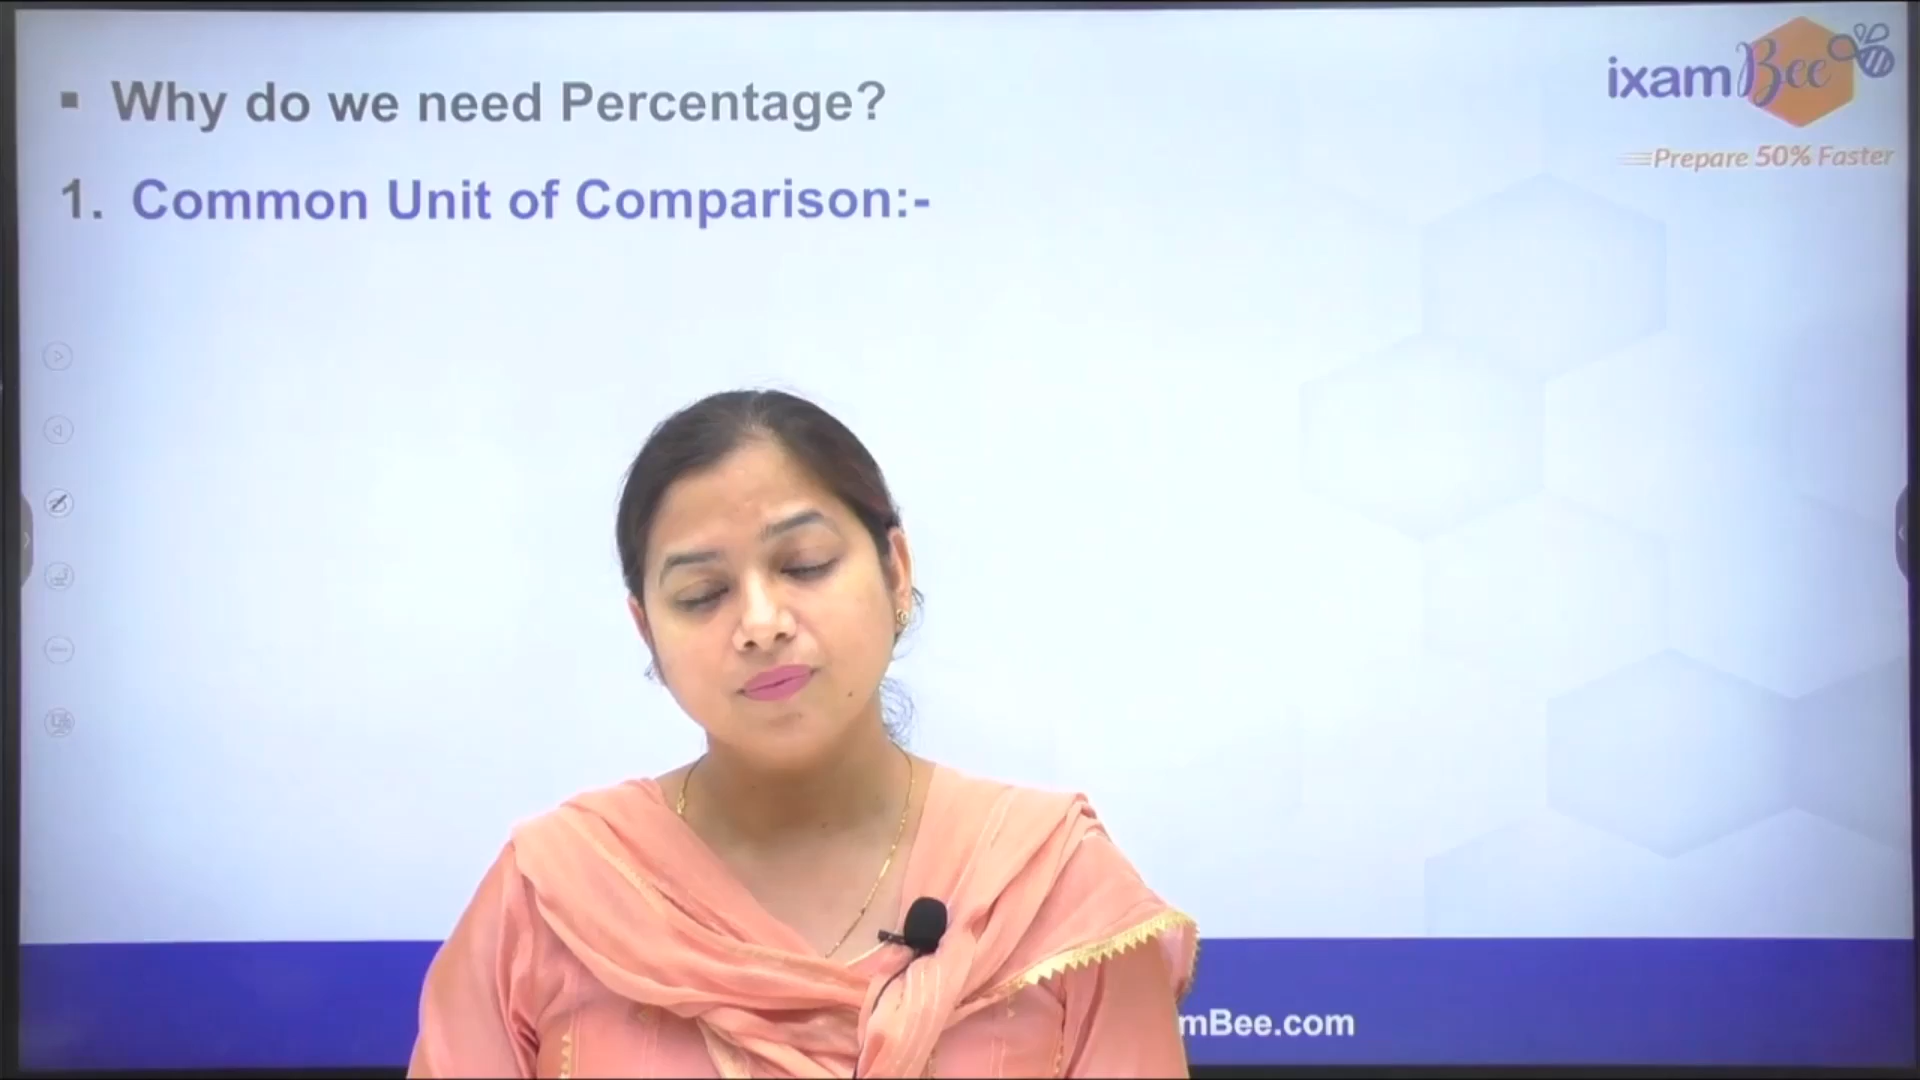 ▪ Why do we need Percentage?
ixamBee
Prepare 50% Faster
1. Common Unit of Comparison:-
mBee.com